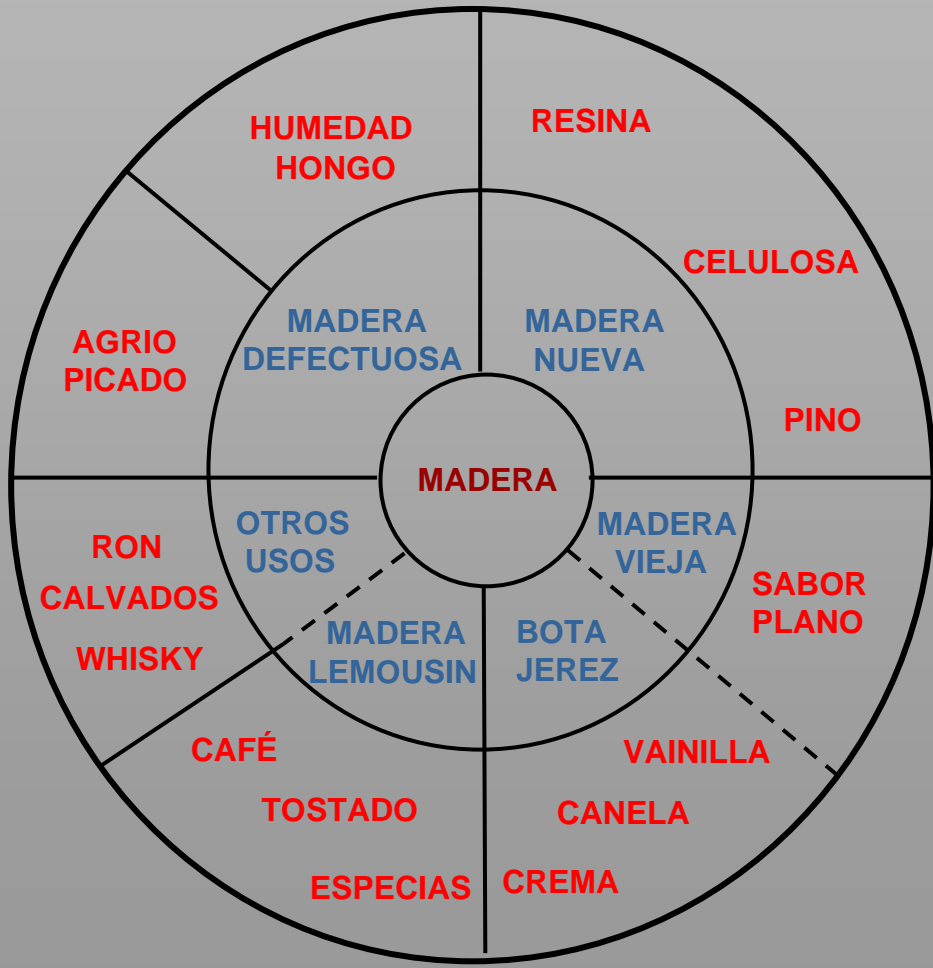 HUMEDAD
HONGO
RESINA
CELULOSA
PINO
AGRIO
PICADO
MADERA
DEFECTUOSA
MADERA
NUEVA
MADERA
OTROS
USOS
MADERA
VIEJA
MADERA
LEMOUSIN
BOTA
JEREZ
RON
CALVADOS
WHISKY
SABOR
PLANO
CAFÉ
TOSTADO
ESPECIAS
VAINILLA
CANELA
CREMA